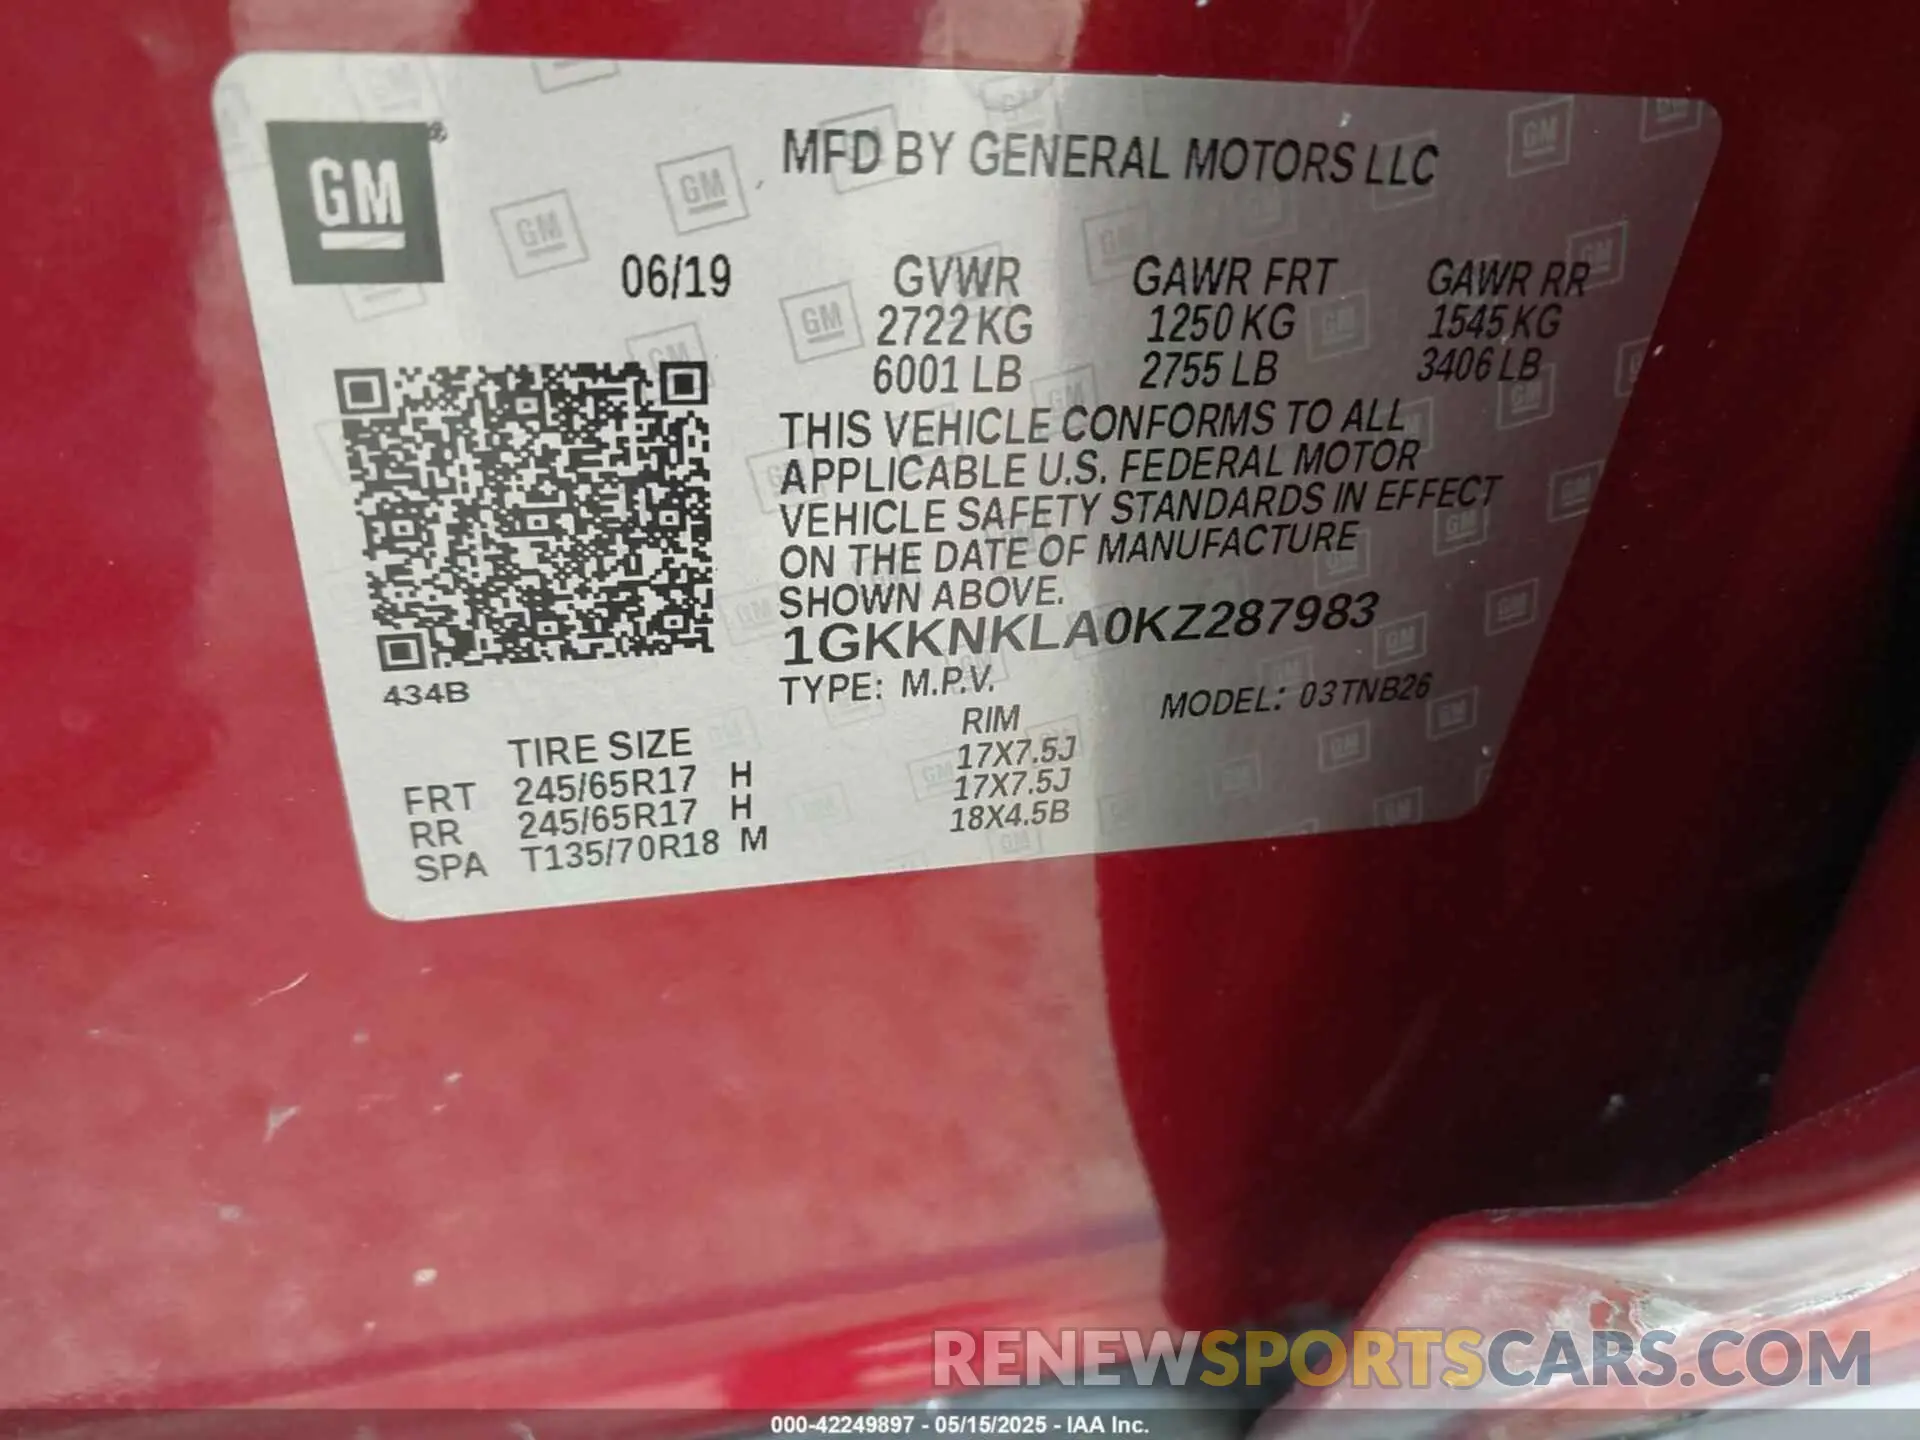 GM®
MFD BY GENERAL MOTORS LLC
06/19
GVWR GAWR FRT GAWR RR
2722 KG 1250 KG 1545 KG
6001 LB 2755 LB 3406 LB
THIS VEHICLE CONFORMS TO ALL
APPLICABLE U.S. FEDERAL MOTOR
VEHICLE SAFETY STANDARDS IN EFFECT
ON THE DATE OF MANUFACTURE
SHOWN ABOVE.
1GKKNKLA0KZ287983
434B
TYPE: M.P.V. MODEL: 03TNB26
TIRE SIZE RIM
FRT 245/65R17 H 17X7.5J
RR 245/65R17 H 17X7.5J
SPA T135/70R18 M 18X4.5B
RENEWSPORTSCARS.COM
000-42249897 - 05/15/2025 - IAA Inc.